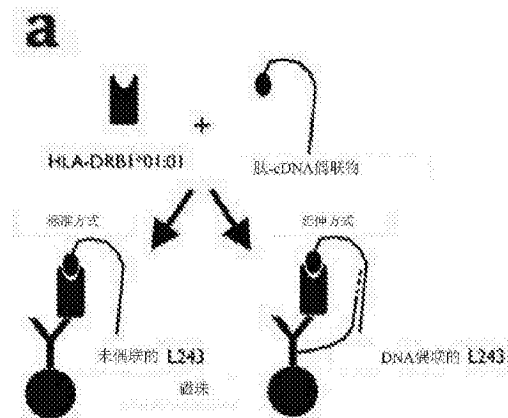 a
+
HLA-DRB1*01:01
肽-cDNA偶联物
标准方式
延伸方式
未偶联的 L243
DNA偶联的 L243
磁珠